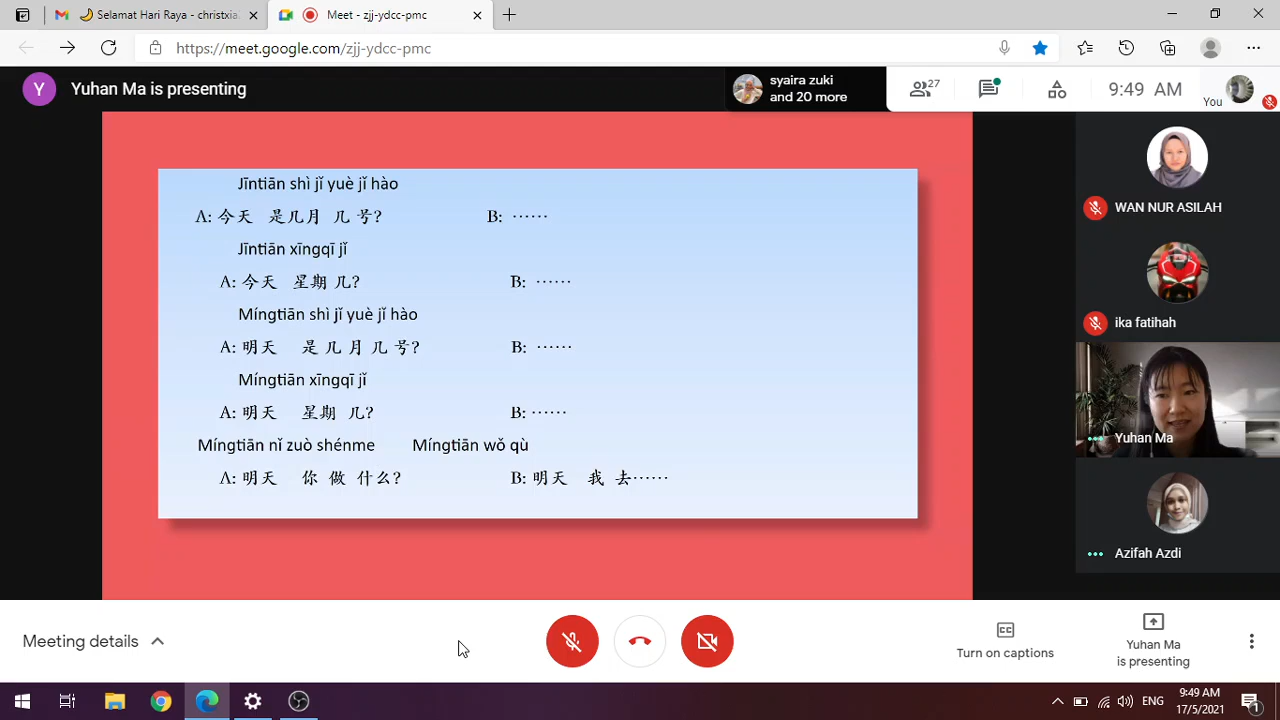 Selamat Hari Raya - christxia
Meet - zjj-ydcc-pmc
https://meet.google.com/zjj-ydcc-pmc
Y Yuhan Ma is presenting
syaira zuki
and 20 more
27
You
9:49 AM
Jīntiān shì jǐ yuè jǐ hào
A: 今天 是几月 几 号? B: ……
Jīntiān xīngqī jǐ
A: 今天 星期 几? B: ……
Míngtiān shì jǐ yuè jǐ hào
A: 明天 是 几 月 几 号? B: ……
Míngtiān xīngqī jǐ
A: 明天 星期 几? B: ……
Míngtiān nǐ zuò shénme Míngtiān wǒ qù
A: 明天 你 做 什么? B: 明天 我 去……
WAN NUR ASILAH
ika fatihah
Yuhan Ma
Azifah Azdi
Meeting details
CC
Turn on captions
Yuhan Ma
is presenting
ENG
9:49 AM
17/5/2021
1